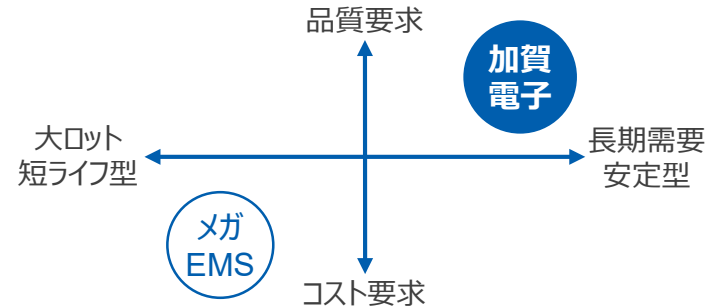 品質要求
加賀
電子
大ロット
短ライフ型
長期需要
安定型
メガ
EMS
コスト要求